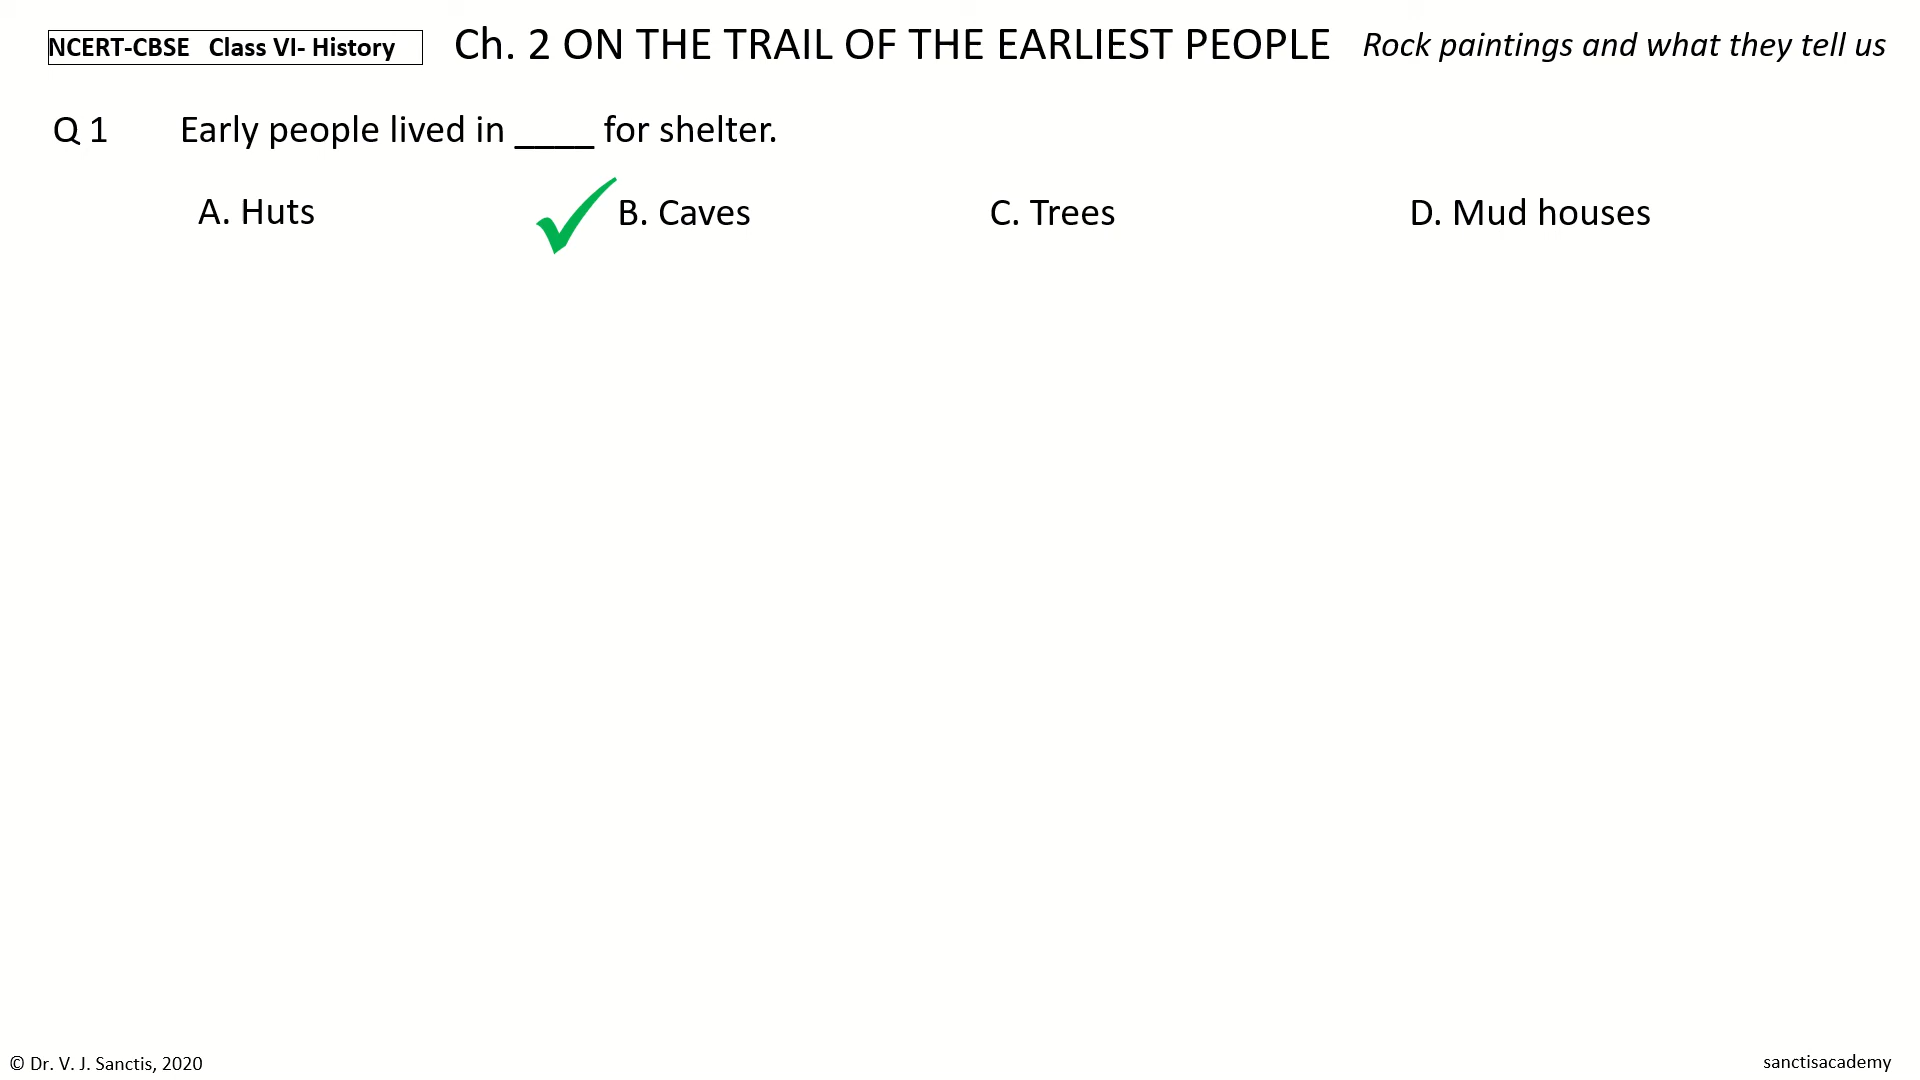 NCERT-CBSE Class VI- History Ch. 2 ON THE TRAIL OF THE EARLIEST PEOPLE Rock paintings and what they tell us
Q 1 Early people lived in ____ for shelter.
A. Huts B. Caves C. Trees D. Mud houses
© Dr. V. J. Sanctis, 2020 sanctisacademy